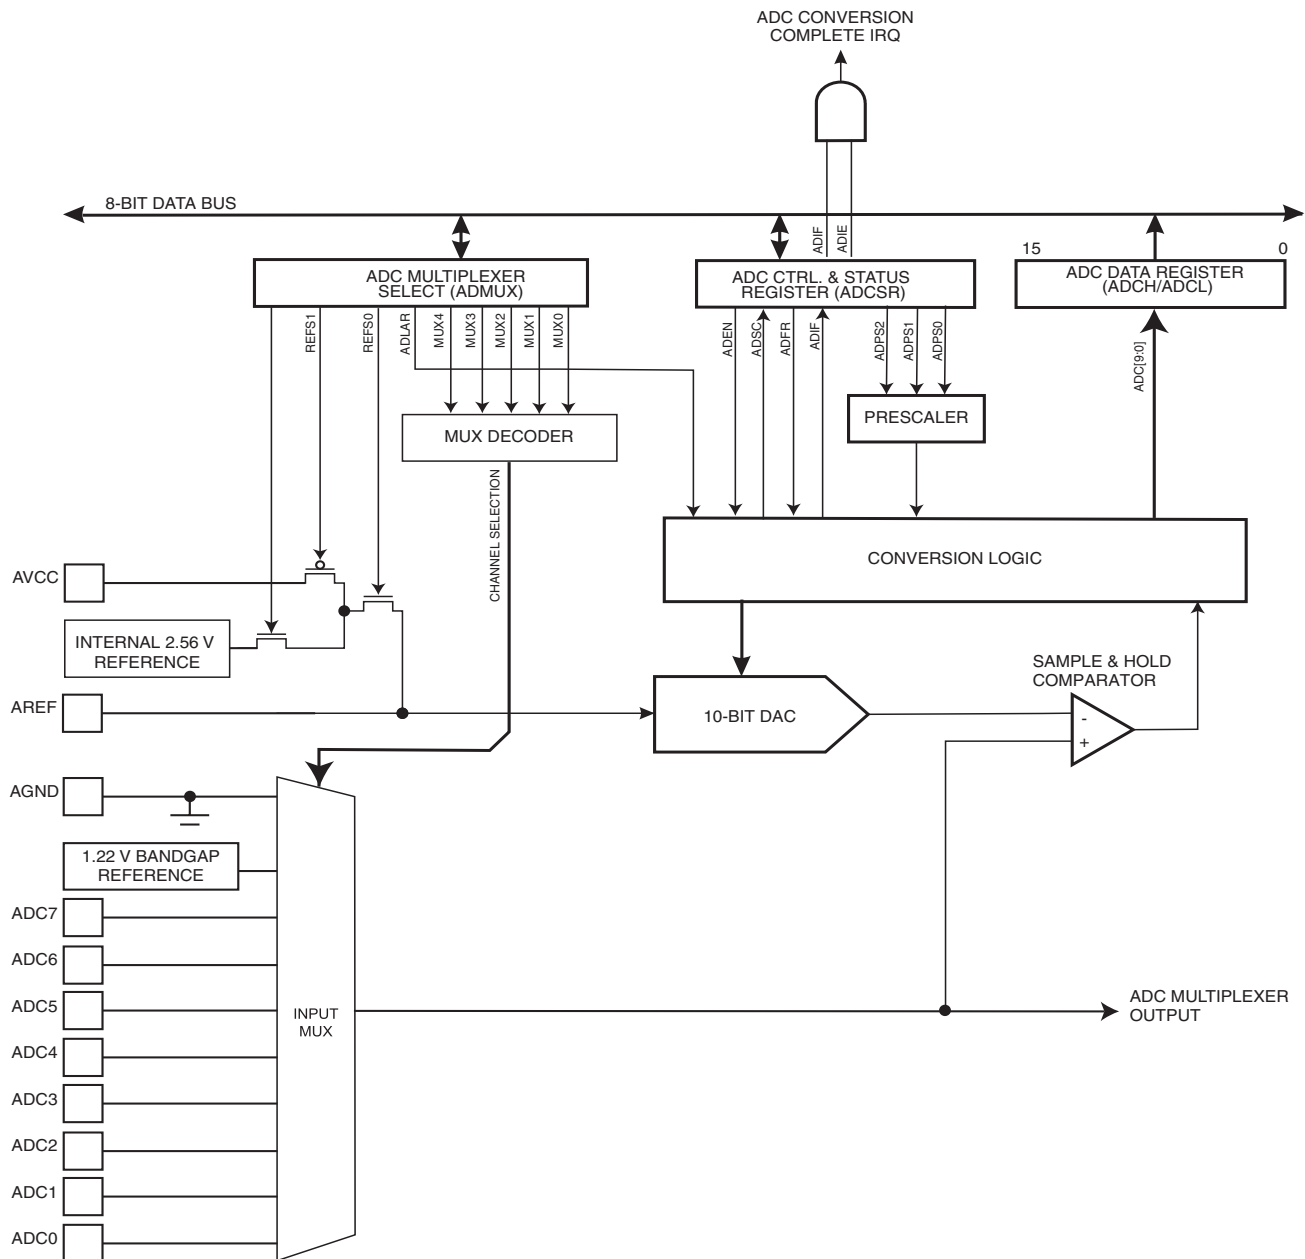 ADC CONVERSION
COMPLETE IRQ
8-BIT DATA BUS
ADIF
ADIE
15
0
ADC MULTIPLEXER
SELECT (ADMUX)
ADC CTRL. & STATUS
REGISTER (ADCSR)
ADC DATA REGISTER
(ADCH/ADCL)
REFS1
REFS0
ADLAR
MUX4
MUX3
MUX2
MUX1
MUX0
ADEN
ADSC
ADFR
ADIF
ADPS2
ADPS1
ADPS0
ADC[9:0]
MUX DECODER
PRESCALER
CHANNEL SELECTION
CONVERSION LOGIC
AVCC
INTERNAL 2.56 V
REFERENCE
SAMPLE & HOLD
COMPARATOR
AREF
10-BIT DAC
-
+
AGND
1.22 V BANDGAP
REFERENCE
ADC7
ADC6
ADC5
INPUT
MUX
ADC MULTIPLEXER
OUTPUT
ADC4
ADC3
ADC2
ADC1
ADC0